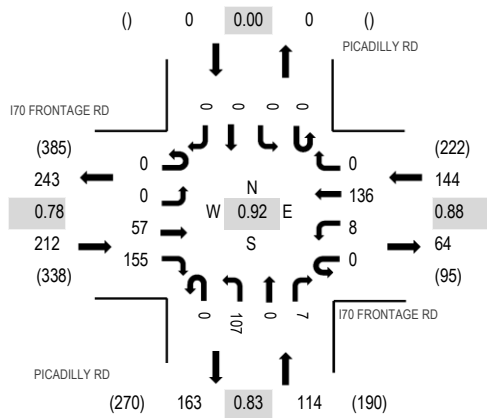 () 0 0.00 0 ()
PICADILLY RD
I70 FRONTAGE RD
0 0 0 0
(385) (222)
243 0 0 144
0 136
N
0.78 W 0.92 E 0.88
57 8
212 S 64
155 0
(338) (95)
0 107 0 7
I70 FRONTAGE RD
PICADILLY RD
(270) 163 0.83 114 (190)